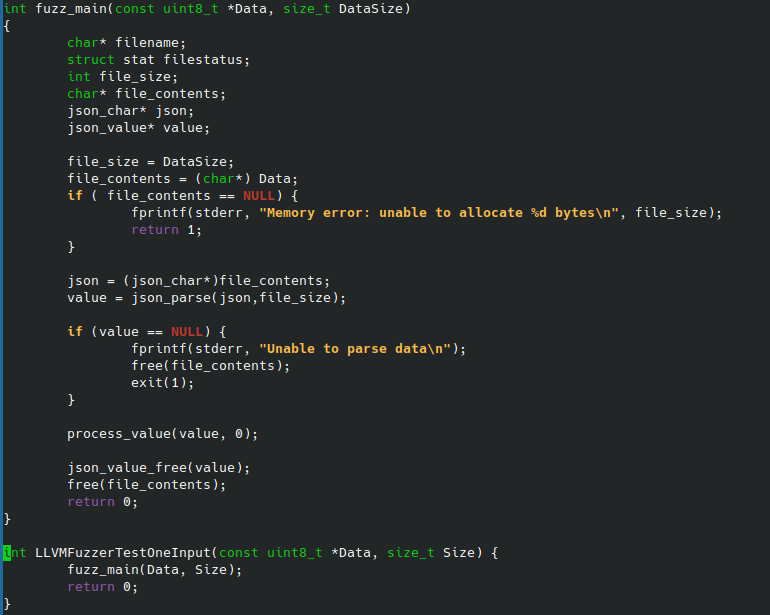 int fuzz_main(const uint8_t *Data, size_t DataSize)
{
        char* filename;
        struct stat filestatus;
        int file_size;
        char* file_contents;
        json_char* json;
        json_value* value;

        file_size = DataSize;
        file_contents = (char*) Data;
        if ( file_contents == NULL) {
                fprintf(stderr, "Memory error: unable to allocate %d bytes\n", file_size);
                return 1;
        }

        json = (json_char*)file_contents;
        value = json_parse(json,file_size);

        if (value == NULL) {
                fprintf(stderr, "Unable to parse data\n");
                free(file_contents);
                exit(1);
        }

        process_value(value, 0);

        json_value_free(value);
        free(file_contents);
        return 0;
}

int LLVMFuzzerTestOneInput(const uint8_t *Data, size_t Size) {
        fuzz_main(Data, Size);
        return 0;
}